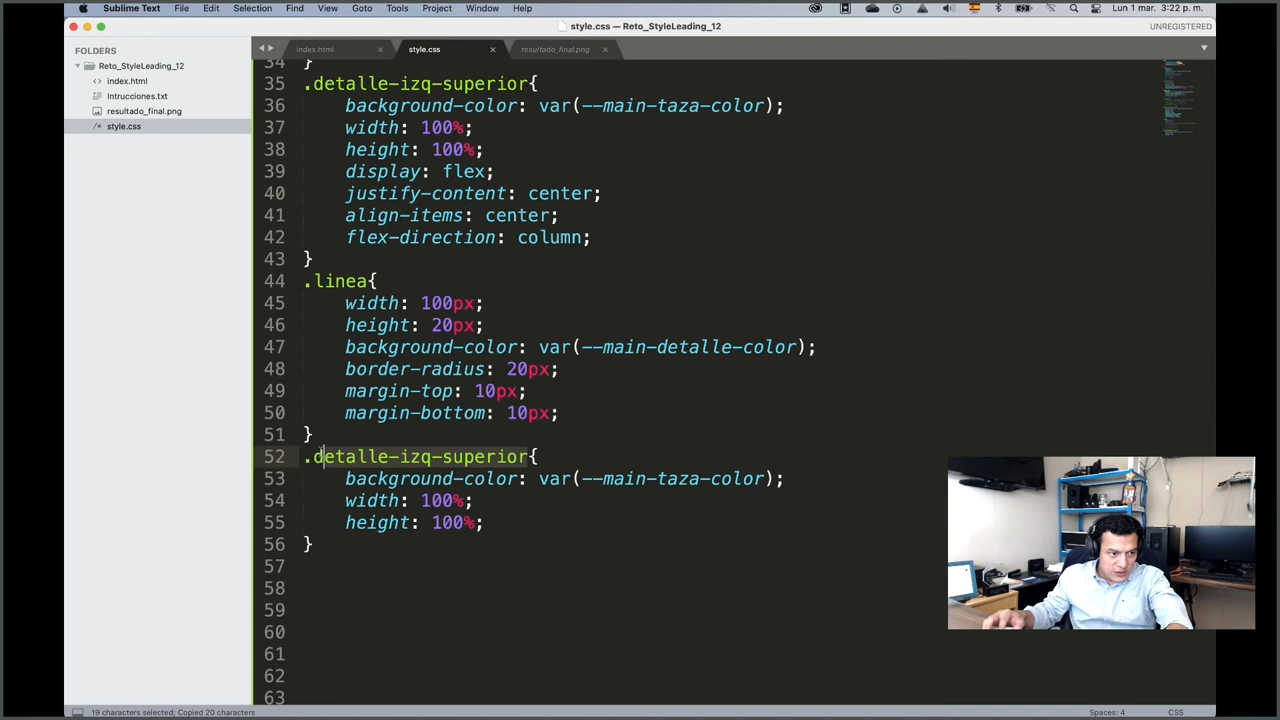 Sublime Text File Edit Selection Find View Goto Tools Project Window Help Lun 1 mar. 3:22 p. m.
style.css — Reto_StyleLeading_12 UNREGISTERED
FOLDERS
Reto_StyleLeading_12
index.html
Intrucciones.txt
resultado_final.png
style.css
index.html style.css resultado_final.png
34 }
35 .detalle-izq-superior{
36 background-color: var(--main-taza-color);
37 width: 100%;
38 height: 100%;
39 display: flex;
40 justify-content: center;
41 align-items: center;
42 flex-direction: column;
43 }
44 .linea{
45 width: 100px;
46 height: 20px;
47 background-color: var(--main-detalle-color);
48 border-radius: 20px;
49 margin-top: 10px;
50 margin-bottom: 10px;
51 }
52 .detalle-izq-superior{
53 background-color: var(--main-taza-color);
54 width: 100%;
55 height: 100%;
56 }
57
58
59
60
61
62
63
19 characters selected; Copied 20 characters Spaces: 4 CSS